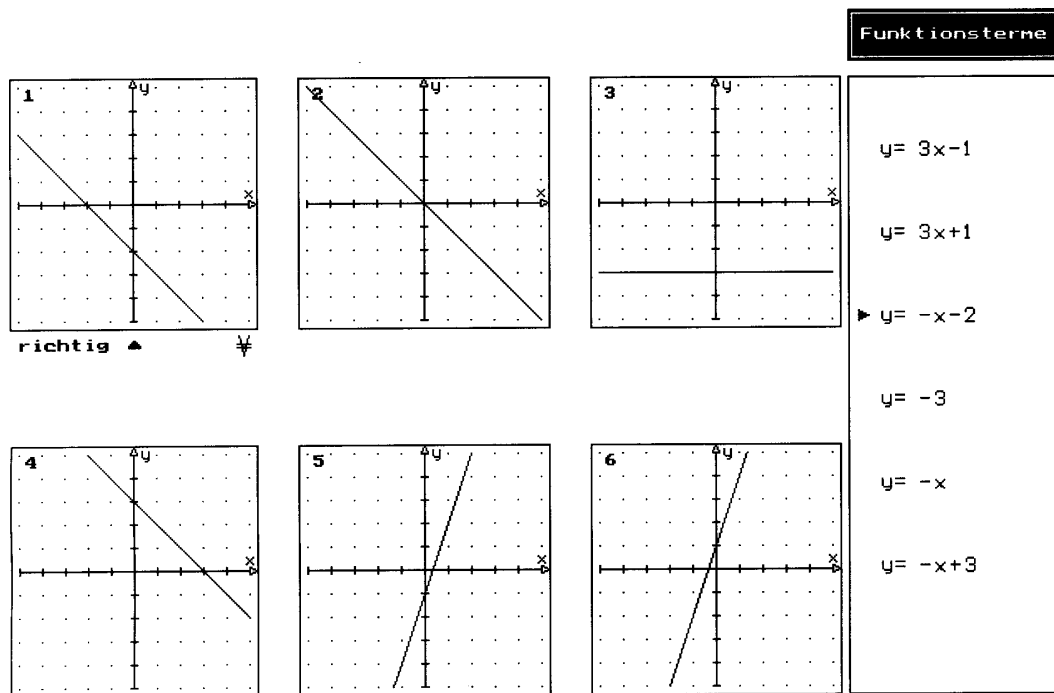 Funktionsterme
1
y
x
2
y
x
3
y
x
richtig
4
y
x
5
y
x
6
y
x
y= 3x-1
y= 3x+1
y= -x-2
y= -3
y= -x
y= -x+3